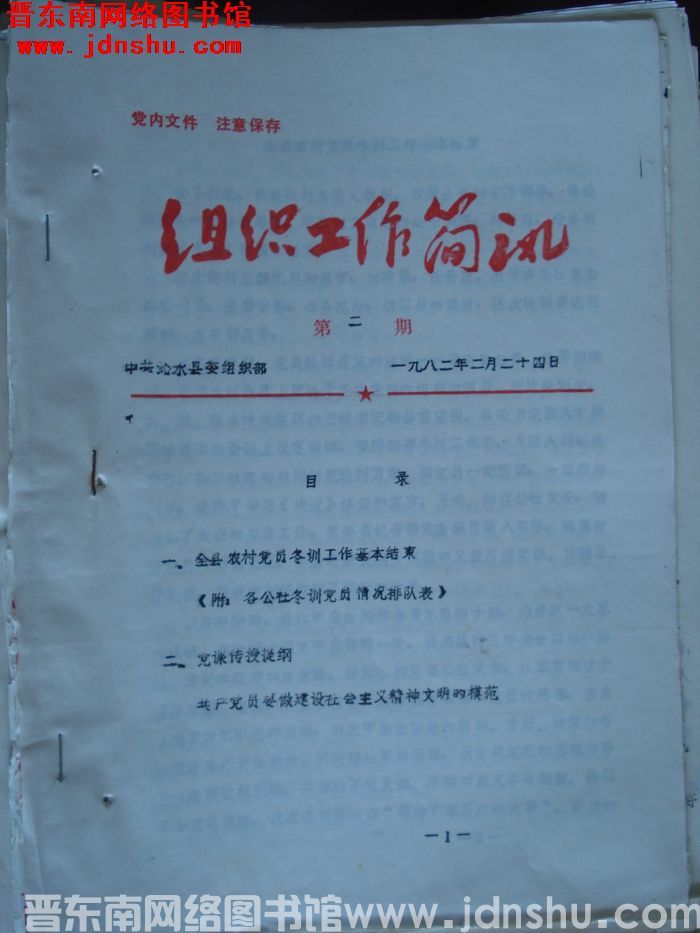 晋东南网络图书馆
www.jdnshu.com
党内文件 注意保存
组织工作简讯
第二期
中共沁水县委组织部 一九八二年二月二十四日
目录
一、全县农村党员冬训工作基本结束
《附：各公社冬训党员情况排队表》
二、党课传授提纲
共产党员要做建设社会主义精神文明的模范
—1—
晋东南网络图书馆 www.jdnshu.com